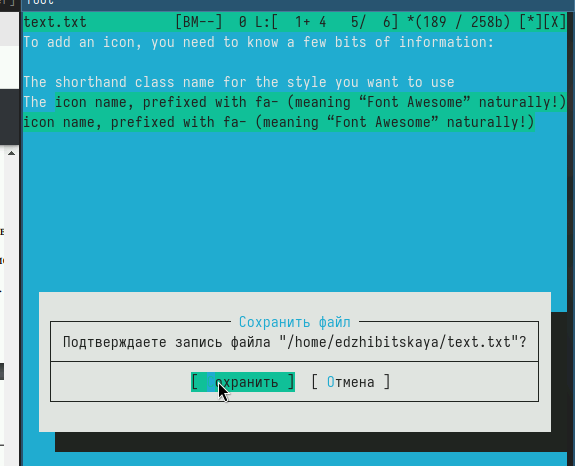 text.txt [BM--] 0 L:[ 1+ 4 5/ 6] *(189 / 258b) [*][X]
To add an icon, you need to know a few bits of information:
The shorthand class name for the style you want to use
The icon name, prefixed with fa- (meaning “Font Awesome” naturally!)
icon name, prefixed with fa- (meaning “Font Awesome” naturally!)
Сохранить файл
Подтверждаете запись файла "/home/edzhibitskaya/text.txt"?
[ Сохранить ] [ Отмена ]